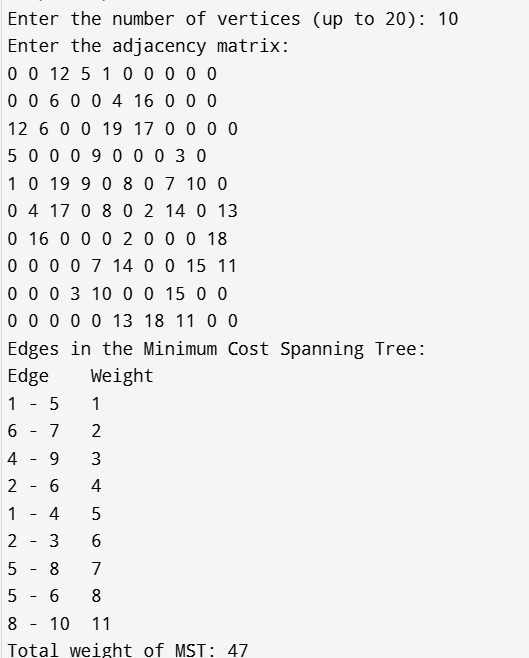 Enter the number of vertices (up to 20): 10
Enter the adjacency matrix:
0 0 12 5 1 0 0 0 0 0
0 0 6 0 0 4 16 0 0 0
12 6 0 0 19 17 0 0 0 0
5 0 0 0 9 0 0 0 3 0
1 0 19 9 0 8 0 7 10 0
0 4 17 0 8 0 2 14 0 13
0 16 0 0 0 2 0 0 0 18
0 0 0 0 7 14 0 0 15 11
0 0 0 3 10 0 0 15 0 0
0 0 0 0 0 13 18 11 0 0
Edges in the Minimum Cost Spanning Tree:
Edge    Weight
1 - 5   1
6 - 7   2
4 - 9   3
2 - 6   4
1 - 4   5
2 - 3   6
5 - 8   7
5 - 6   8
8 - 10  11
Total weight of MST: 47